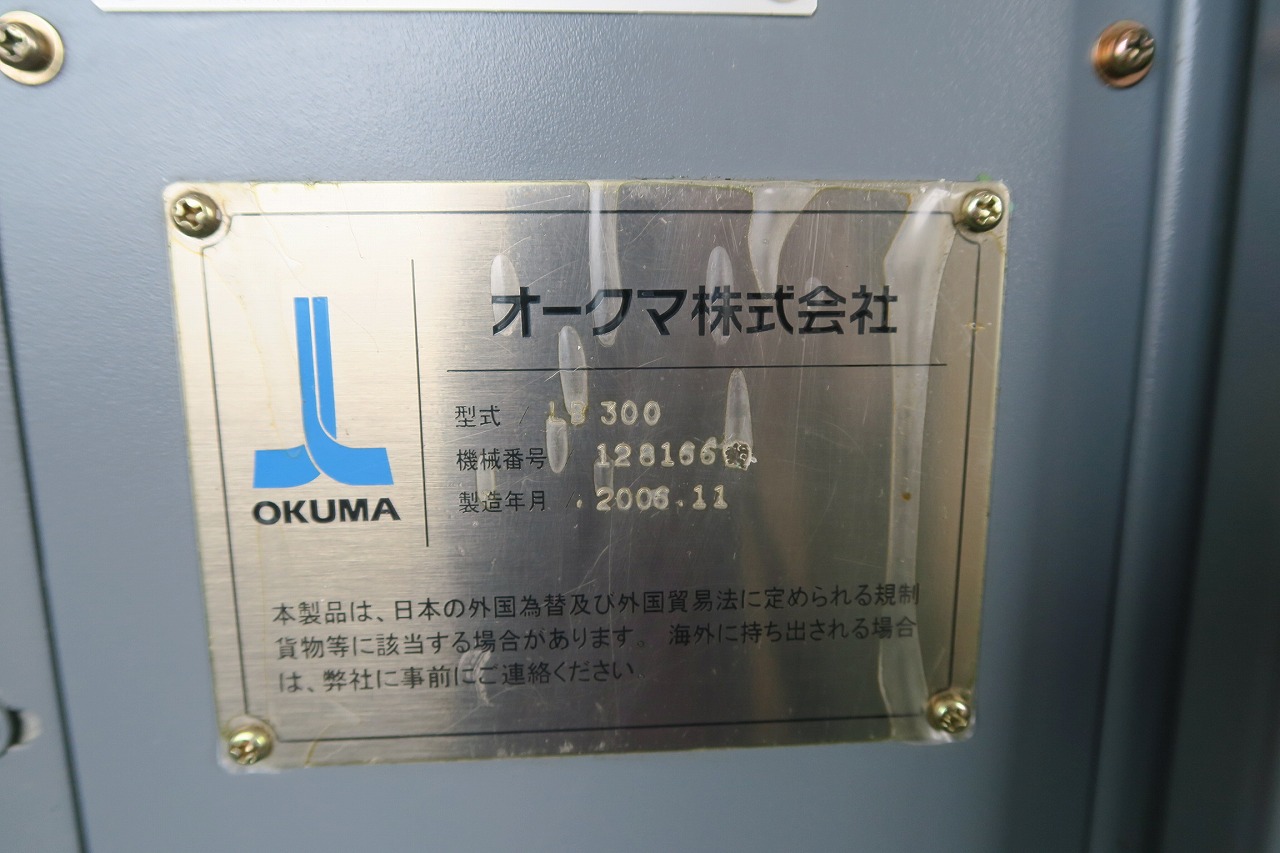 オークマ株式会社
OKUMA
型式 / LB 300
機械番号 128166
製造年月 / 2006.11
本製品は、日本の外国為替及び外国貿易法に定められる規制
貨物等に該当する場合があります。 海外に持ち出される場合
は、弊社に事前にご連絡ください。